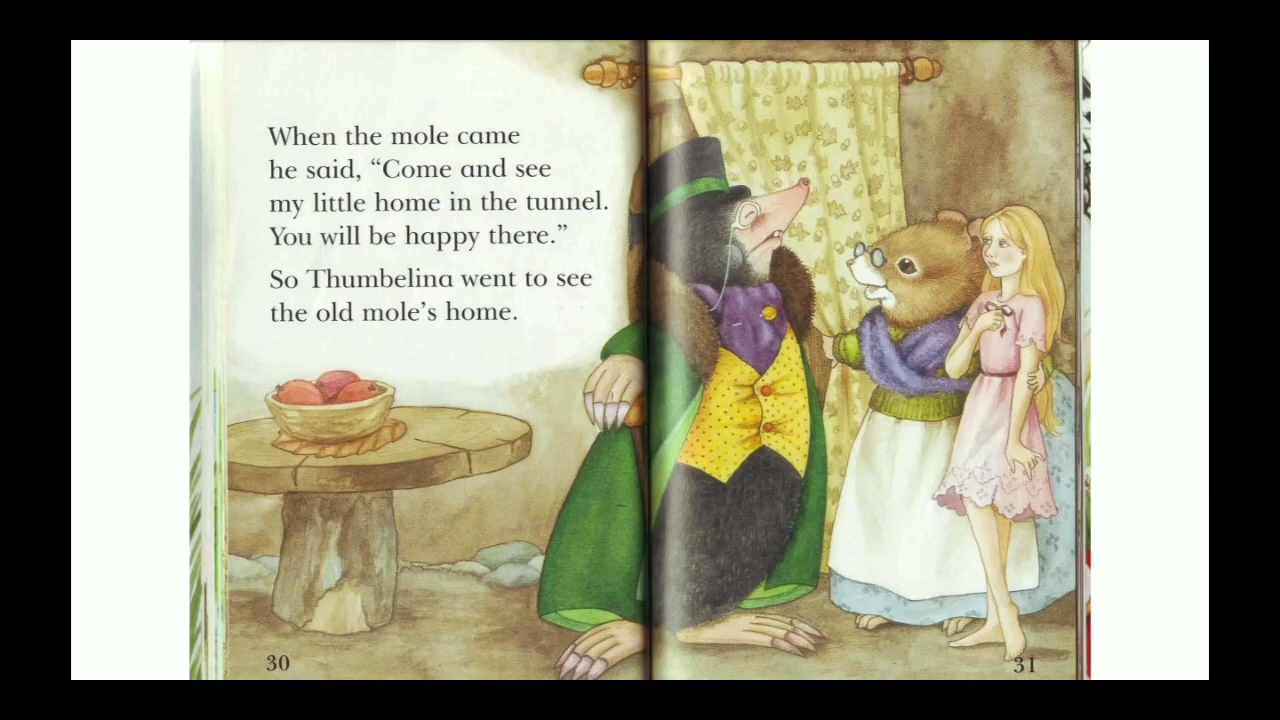 When the mole came
he said, “Come and see
my little home in the tunnel.
You will be happy there.”
So Thumbelina went to see
the old mole’s home.
30
31